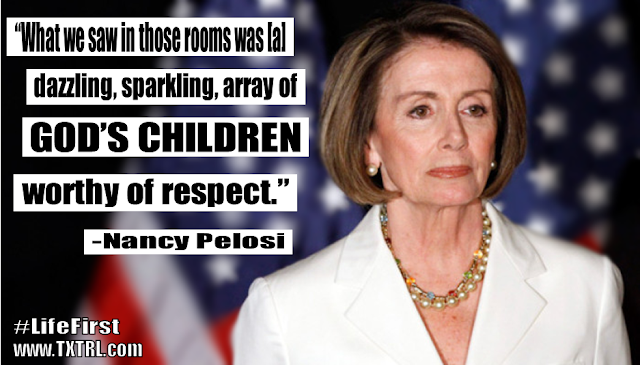 “What we saw in those rooms was [a]
dazzling, sparkling, array of
GOD’S CHILDREN
worthy of respect.”
-Nancy Pelosi
#LifeFirst
www.TXTRL.com